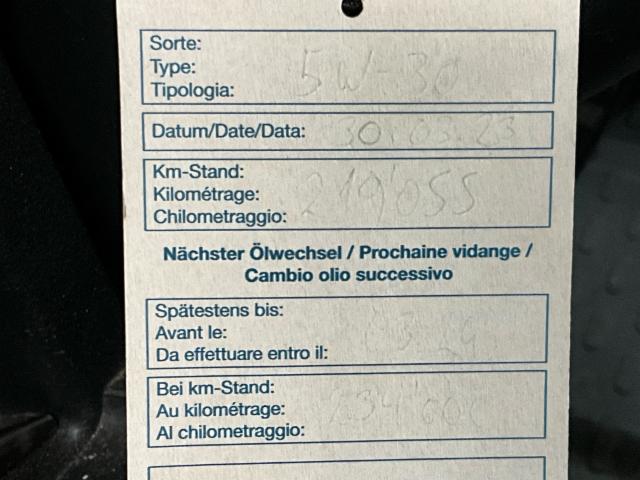 Sorte:
Type: 5W-30
Tipologia:
Datum/Date/Data: 30.03.23
Km-Stand:
Kilométrage: 219'055
Chilometraggio:
Nächster Ölwechsel / Prochaine vidange /
Cambio olio successivo
Spätestens bis:
Avant le:
Da effettuare entro il:
Bei km-Stand:
Au kilométrage:
Al chilometraggio: